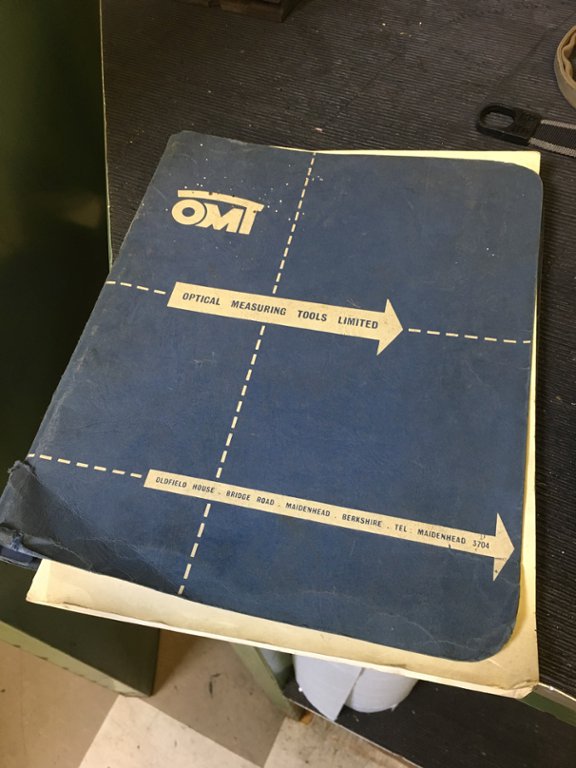 OMT
OPTICAL MEASURING TOOLS LIMITED
OLDFIELD HOUSE . BRIDGE ROAD . MAIDENHEAD . BERKSHIRE . TEL . MAIDENHEAD 3704